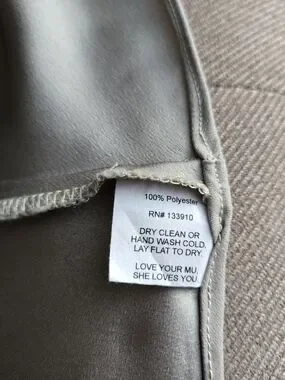 100% Polyester
RN# 133910
DRY CLEAN OR
HAND WASH COLD.
LAY FLAT TO DRY.
LOVE YOUR MU.
SHE LOVES YOU.